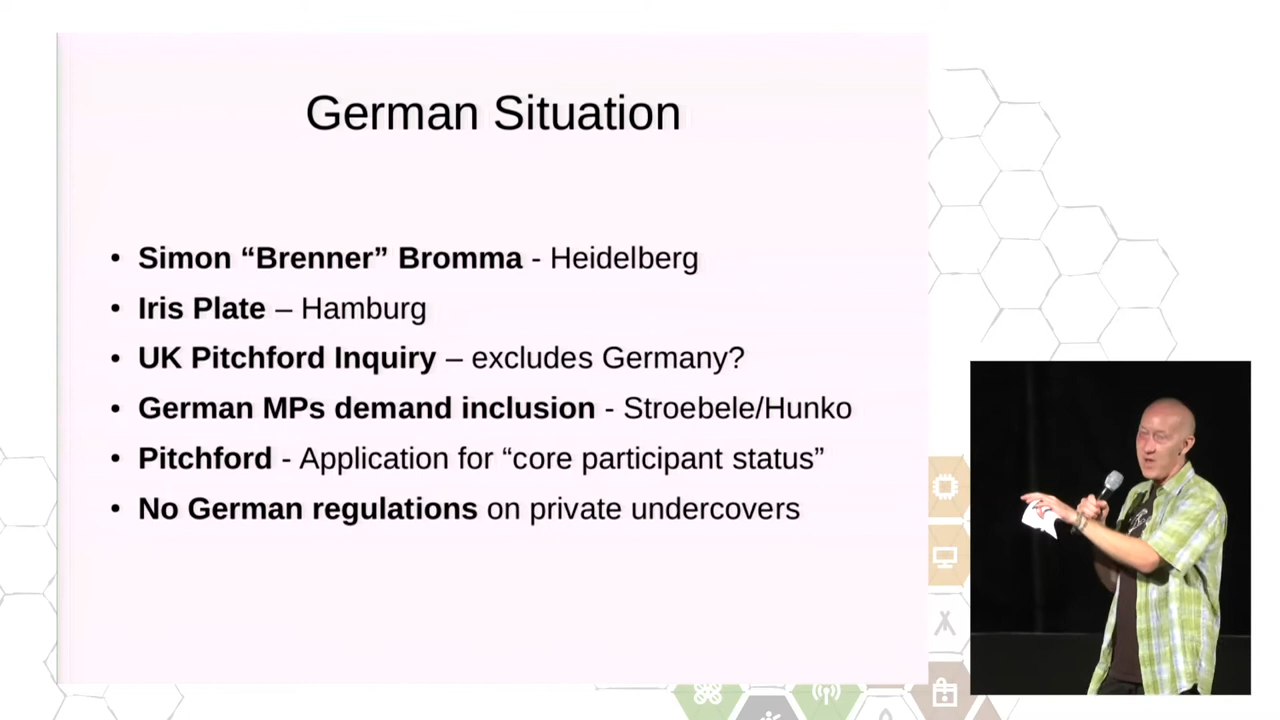 German Situation
• Simon “Brenner” Bromma - Heidelberg
• Iris Plate – Hamburg
• UK Pitchford Inquiry – excludes Germany?
• German MPs demand inclusion - Stroebele/Hunko
• Pitchford - Application for “core participant status”
• No German regulations on private undercovers